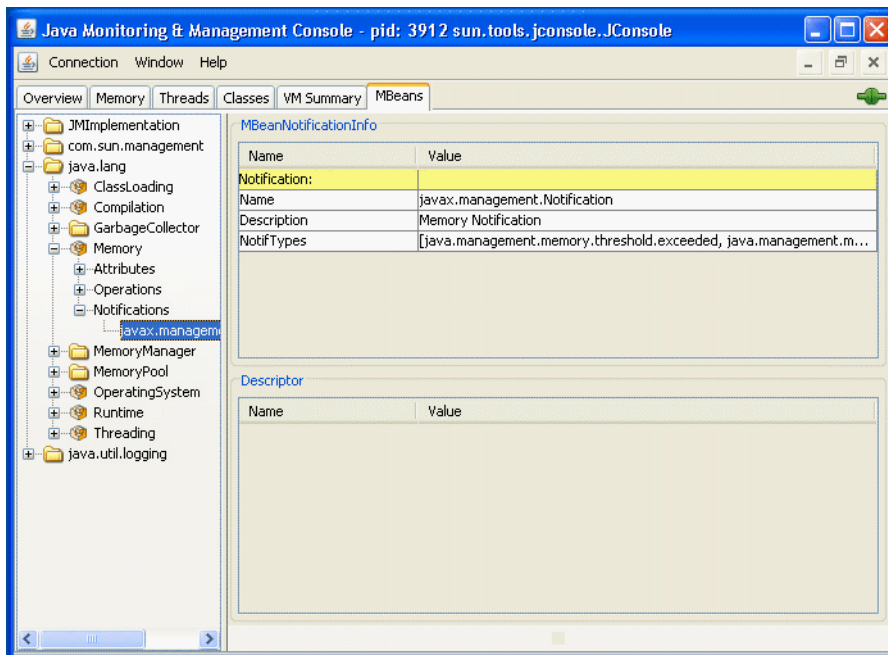 Java Monitoring & Management Console - pid: 3912 sun.tools.jconsole.JConsole
Connection Window Help
Overview Memory Threads Classes VM Summary MBeans
JMImplementation
com.sun.management
java.lang
ClassLoading
Compilation
GarbageCollector
Memory
Attributes
Operations
Notifications
javax.manageme
MemoryManager
MemoryPool
OperatingSystem
Runtime
Threading
java.util.logging
MBeanNotificationInfo
Name Value
Notification:
Name javax.management.Notification
Description Memory Notification
NotifTypes [java.management.memory.threshold.exceeded, java.management.m...
Descriptor
Name Value